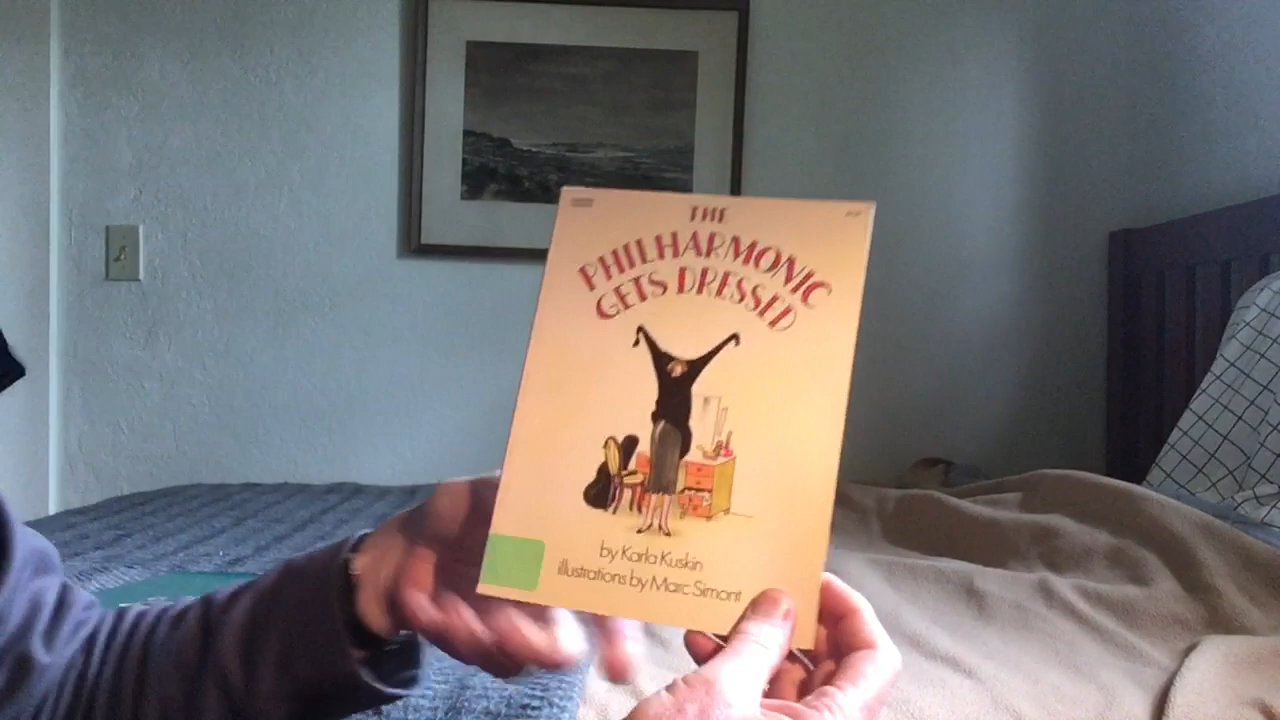 THE
PHILHARMONIC
GETS DRESSED
by Karla Kuskin
illustrations by Marc Simont